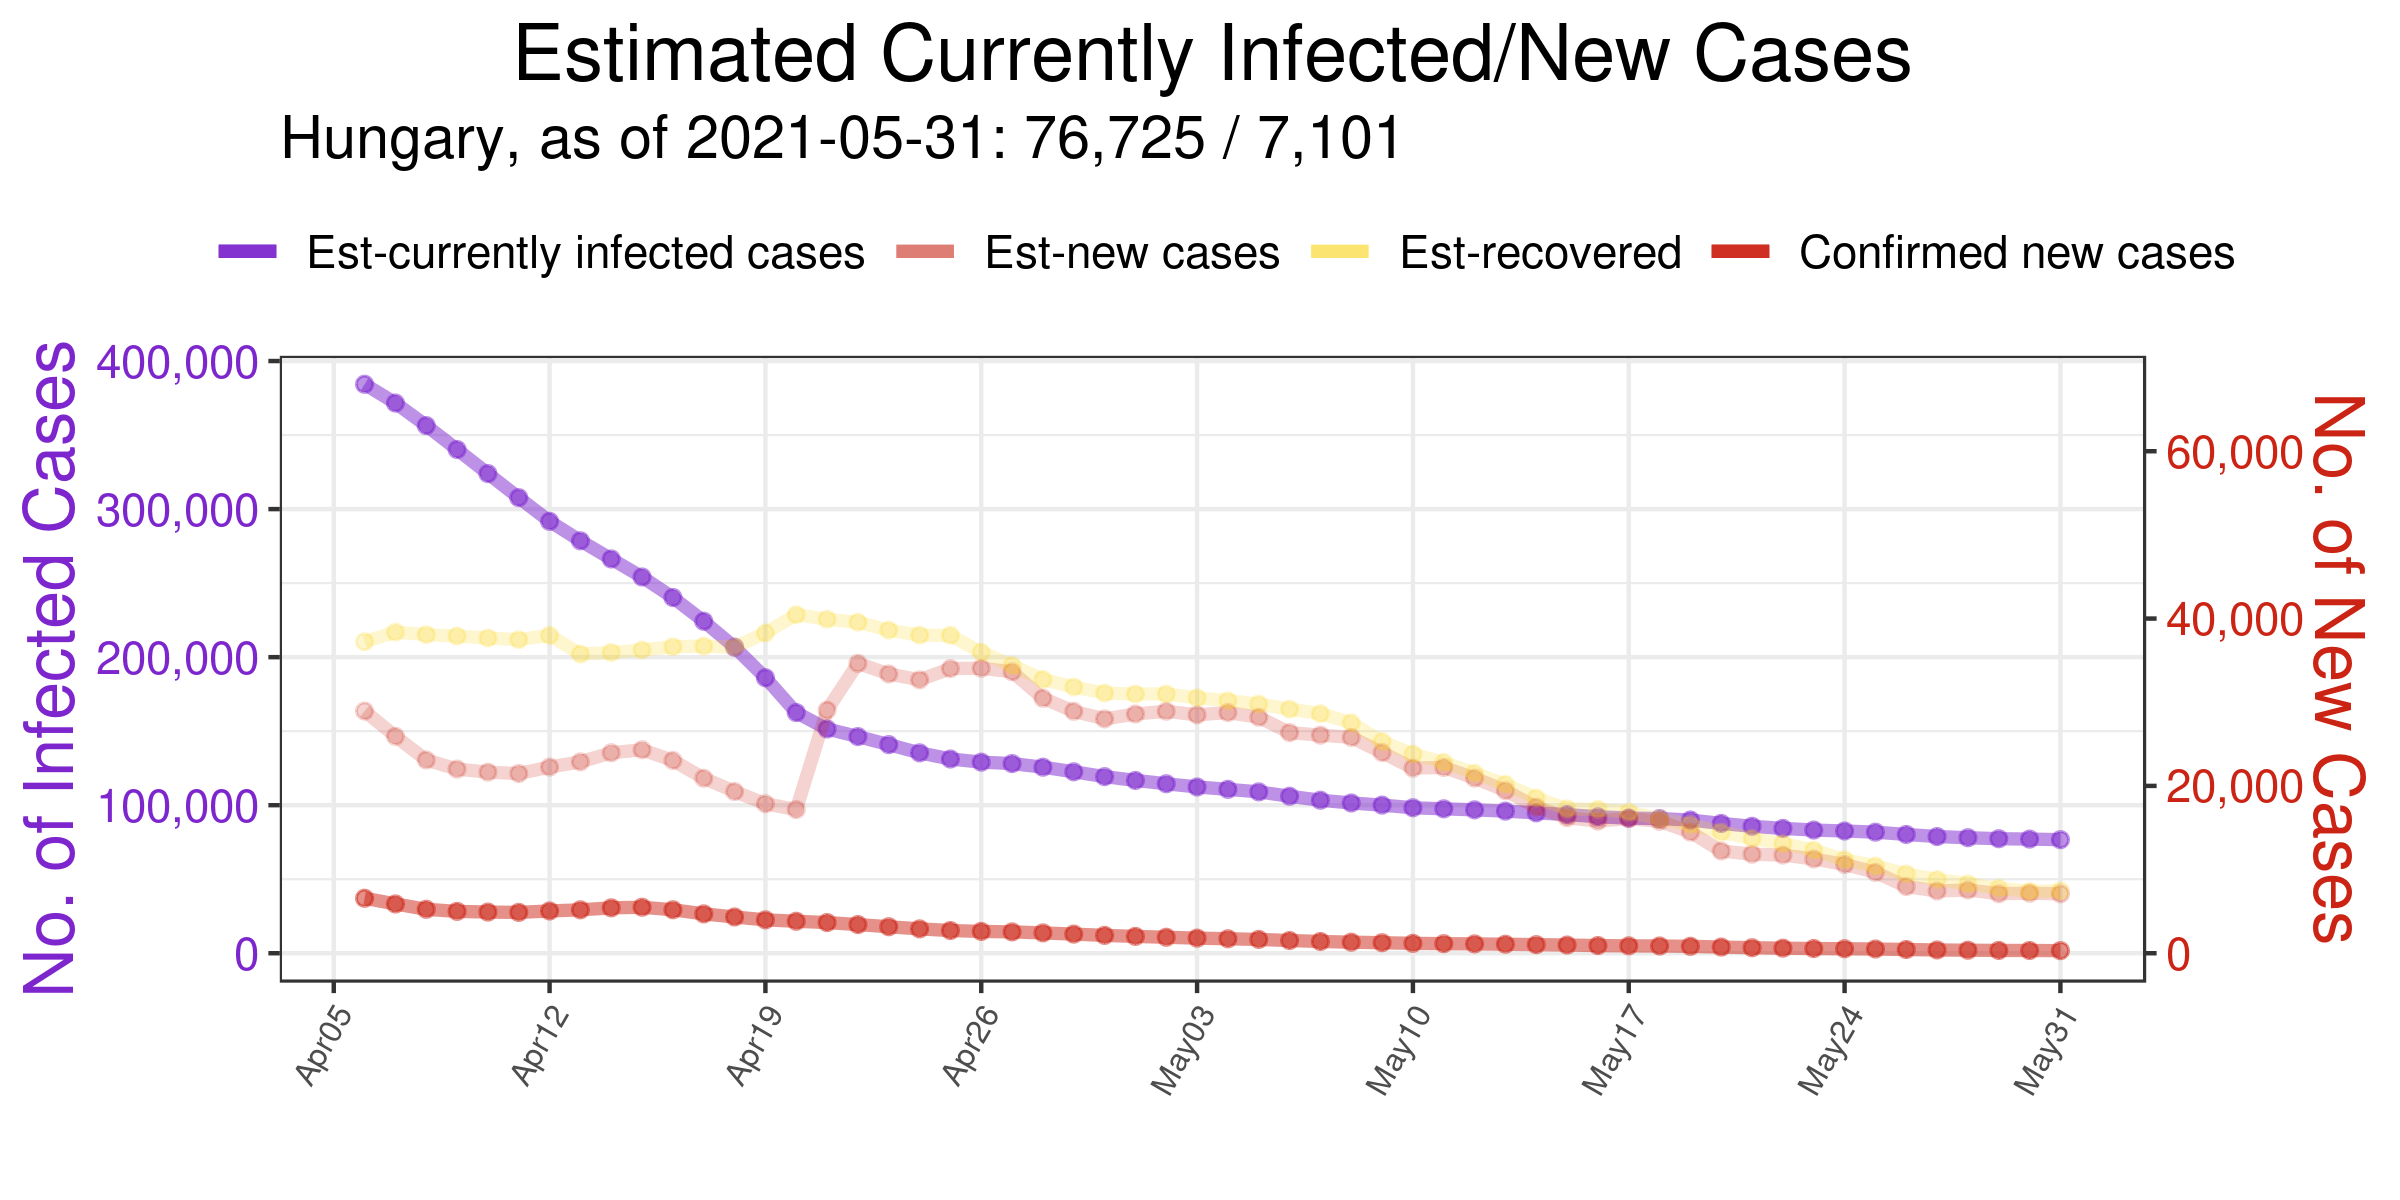 Estimated Currently Infected/New Cases
Hungary, as of 2021-05-31: 76,725 / 7,101
Est-currently infected cases Est-new cases Est-recovered Confirmed new cases
No. of Infected Cases
400,000
300,000
200,000
100,000
0
60,000
40,000
20,000
0
No. of New Cases
Apr05 Apr12 Apr19 Apr26 May03 May10 May17 May24 May31